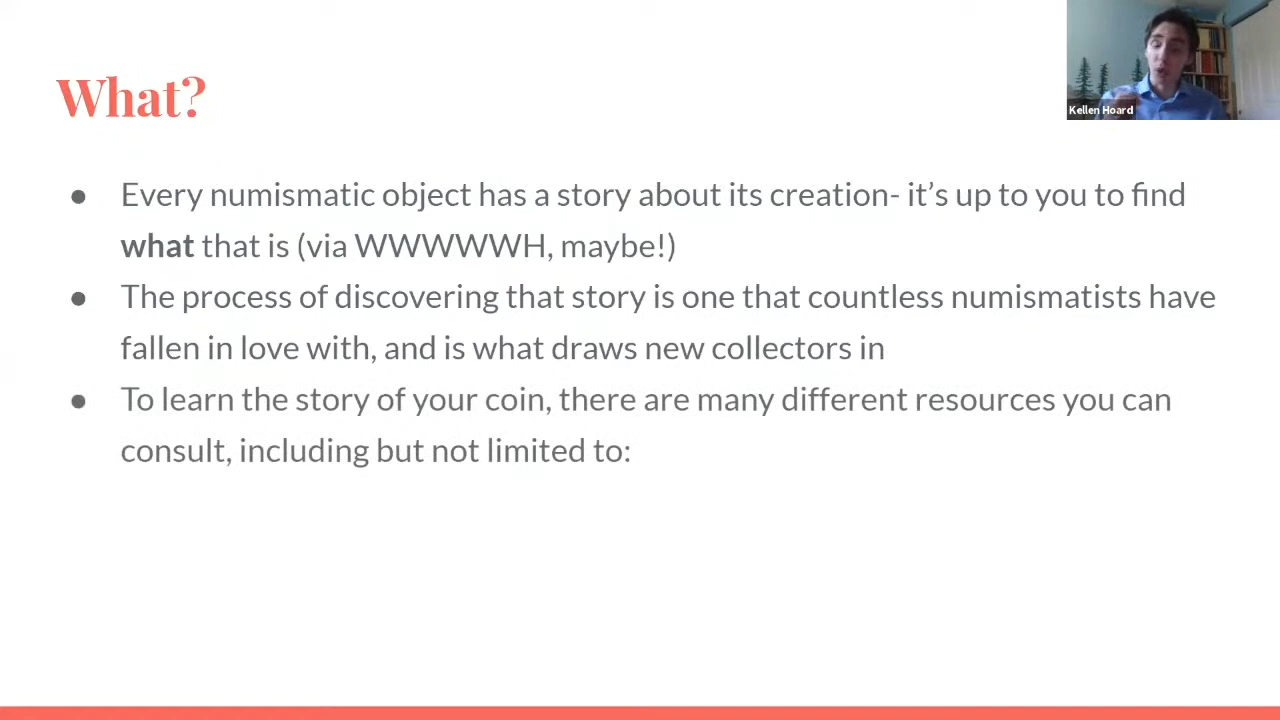 What?
Kellen Hoard
● Every numismatic object has a story about its creation- it’s up to you to find
what that is (via WWWWWH, maybe!)
● The process of discovering that story is one that countless numismatists have
fallen in love with, and is what draws new collectors in
● To learn the story of your coin, there are many different resources you can
consult, including but not limited to: